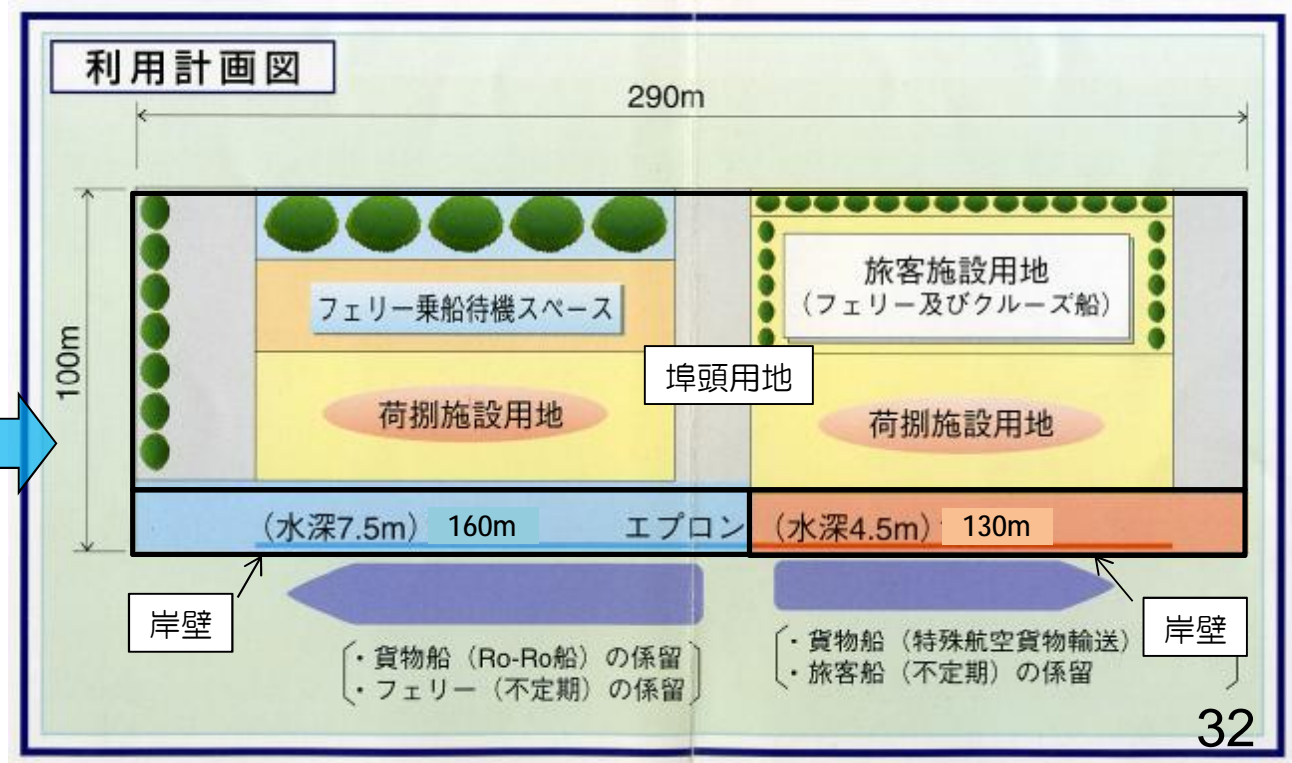 利用計画図
290m
100m
フェリー乗船待機スペース
旅客施設用地
(フェリー及びクルーズ船)
埠頭用地
荷捌施設用地
荷捌施設用地
(水深7.5m) 160m エプロン (水深4.5m) 130m
岸壁
岸壁
・貨物船(Ro-Ro船)の係留
・フェリー(不定期)の係留
・貨物船(特殊航空貨物輸送)
・旅客船(不定期)の係留
32